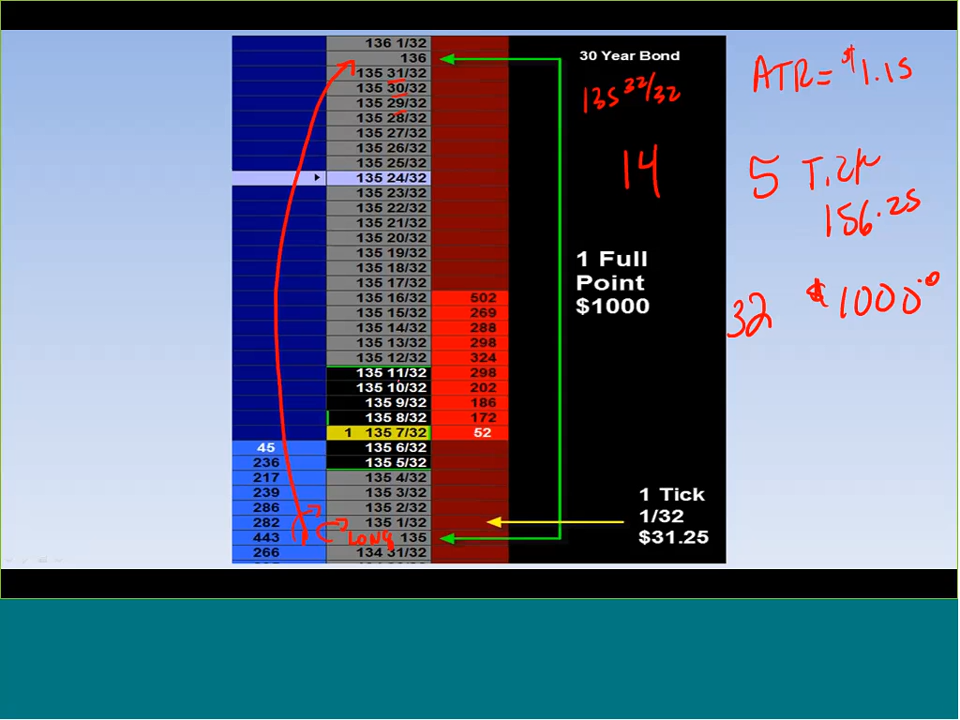 136 1/32
136
135 31/32
135 30/32
135 29/32
135 28/32
135 27/32
135 26/32
135 25/32
135 24/32
135 23/32
135 22/32
135 21/32
135 20/32
135 19/32
135 18/32
135 17/32
135 16/32 502
135 15/32 269
135 14/32 288
135 13/32 298
135 12/32 324
135 11/32 298
135 10/32 202
135 9/32 186
135 8/32 172
1 135 7/32 52
45 135 6/32
236 135 5/32
217 135 4/32
239 135 3/32
286 135 2/32
282 135 1/32
443 LONG 135
266 134 31/32
30 Year Bond
135 32/32
14
1 Full
Point
$1000
1 Tick
1/32
$31.25
ATR = $1.15
5 Tick
156.25
32 $1000.0